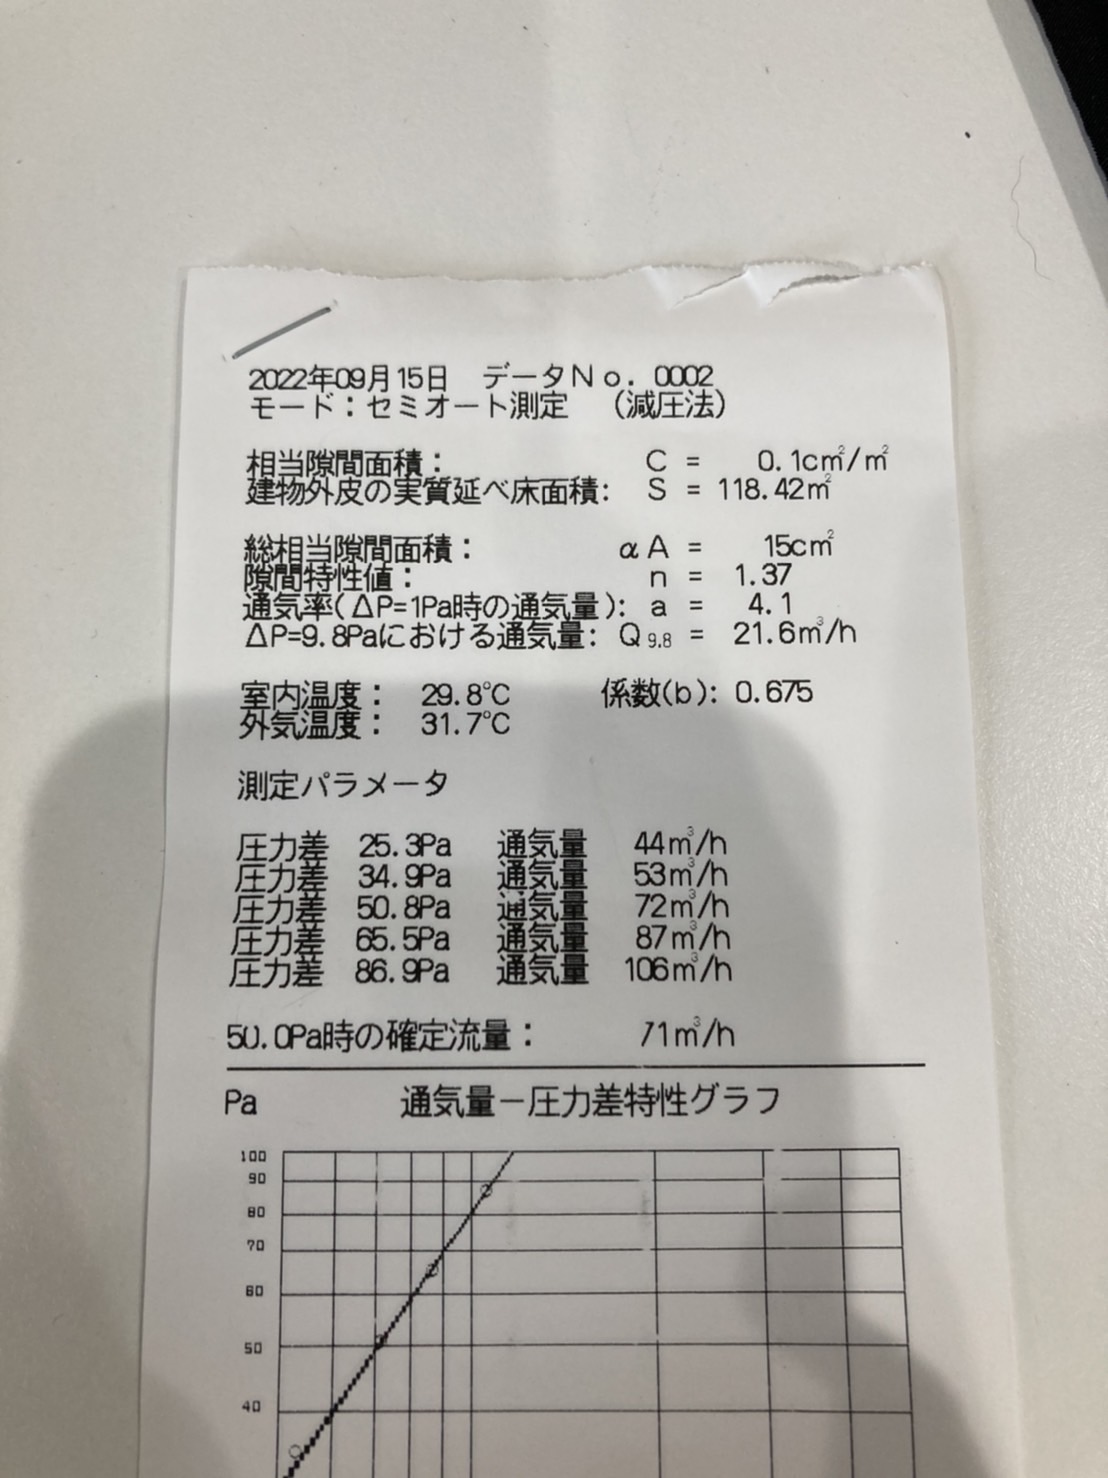 2022年09月15日 データNo. 0002
モード：セミオート測定 （減圧法）
相当隙間面積： C = 0.1cm²/m²
建物外皮の実質延べ床面積: S = 118.42m²
総相当隙間面積： αA = 15cm²
隙間特性値： n = 1.37
通気率(ΔP=1Pa時の通気量): a = 4.1
ΔP=9.8Paにおける通気量: Q9.8 = 21.6m³/h
室内温度： 29.8℃ 係数(b): 0.675
外気温度： 31.7℃
測定パラメータ
圧力差 25.3Pa 通気量 44m³/h
圧力差 34.9Pa 通気量 53m³/h
圧力差 50.8Pa 通気量 72m³/h
圧力差 65.5Pa 通気量 87m³/h
圧力差 86.9Pa 通気量 106m³/h
50.0Pa時の確定流量： 71m³/h
Pa 通気量－圧力差特性グラフ
100
90
80
70
60
50
40